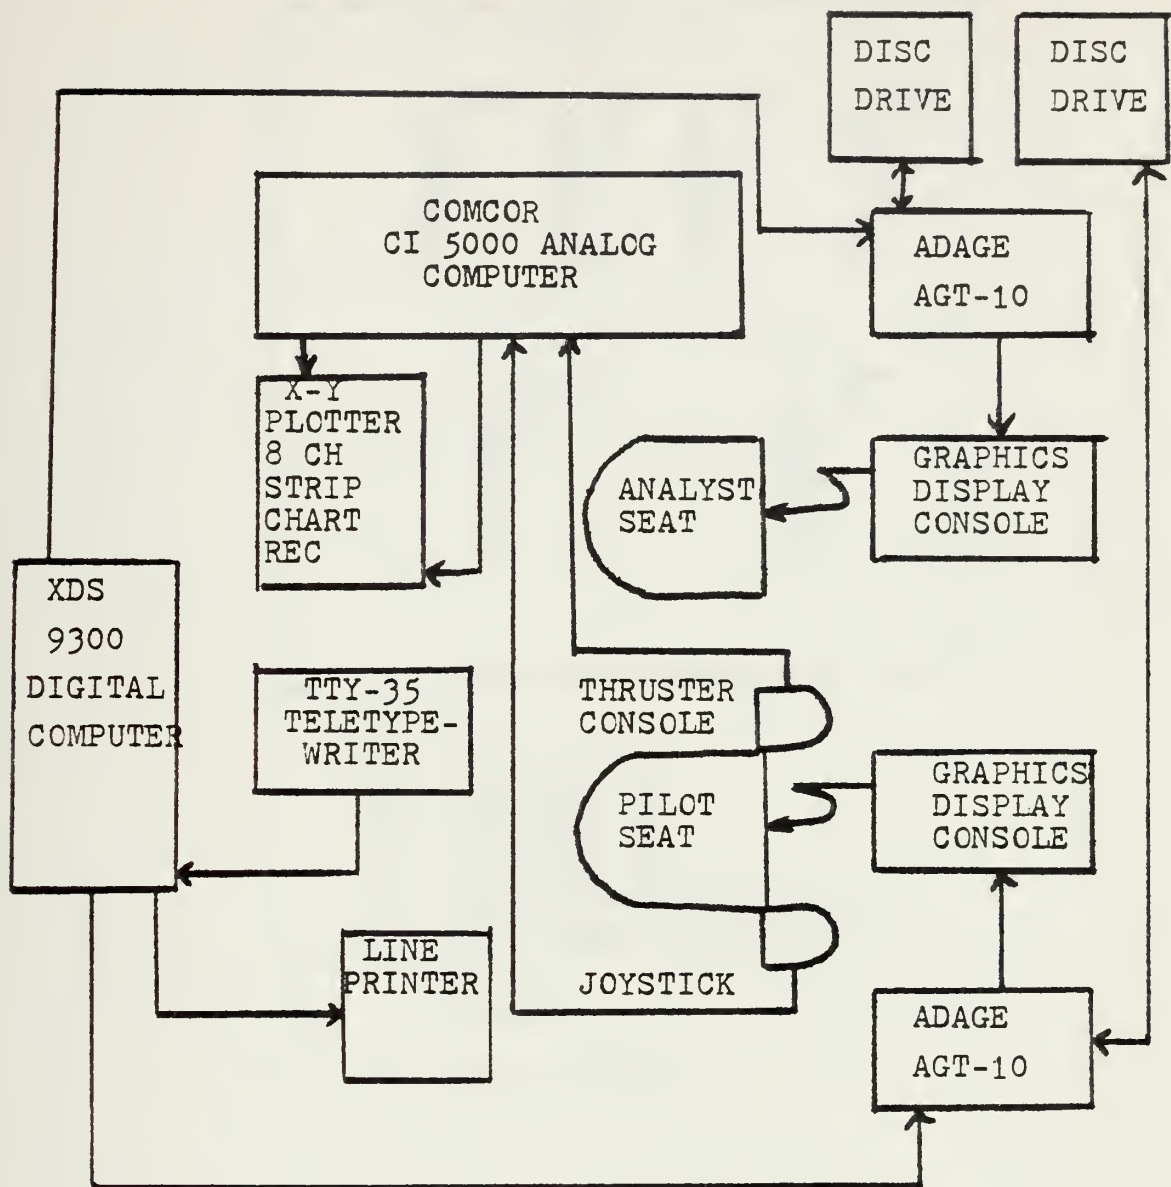 DISC
DRIVE
DISC
DRIVE
COMCOR
CI 5000 ANALOG
COMPUTER
ADAGE
AGT-10
X-Y
PLOTTER
8 CH
STRIP
CHART
REC
ANALYST
SEAT
GRAPHICS
DISPLAY
CONSOLE
XDS
9300
DIGITAL
COMPUTER
TTY-35
TELETYPE-
WRITER
THRUSTER
CONSOLE
PILOT
SEAT
GRAPHICS
DISPLAY
CONSOLE
LINE
PRINTER
JOYSTICK
ADAGE
AGT-10